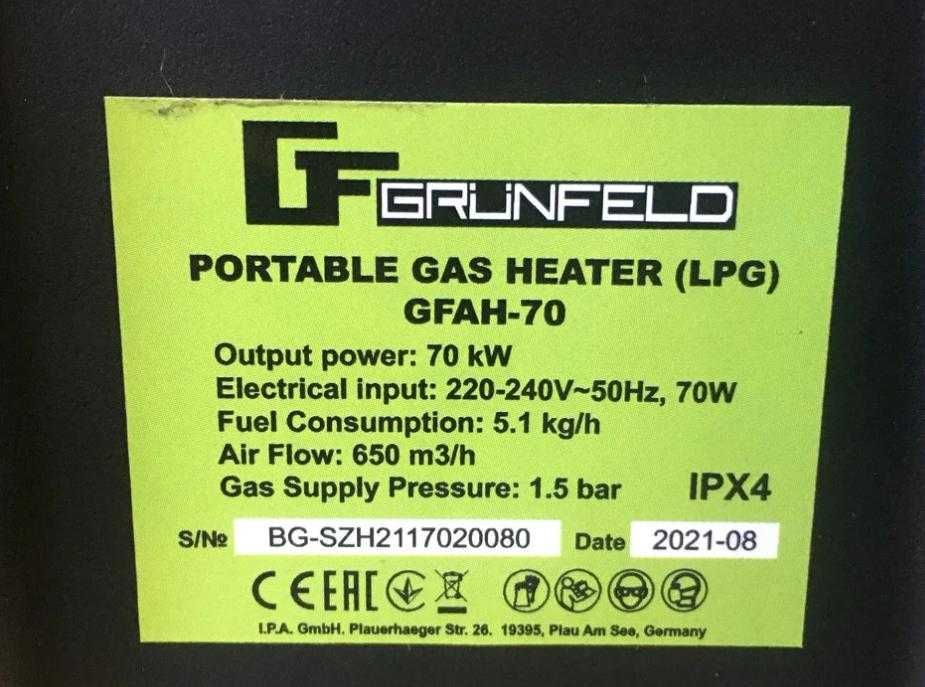 GF GRÜNFELD
PORTABLE GAS HEATER (LPG)
GFAH-70
Output power: 70 kW
Electrical input: 220-240V~50Hz, 70W
Fuel Consumption: 5.1 kg/h
Air Flow: 650 m3/h
Gas Supply Pressure: 1.5 bar IPX4
S/№ BG-SZH2117020080 Date 2021-08
CE EAC
I.P.A. GmbH. Plauerhaeger Str. 26. 19395, Plau Am See, Germany